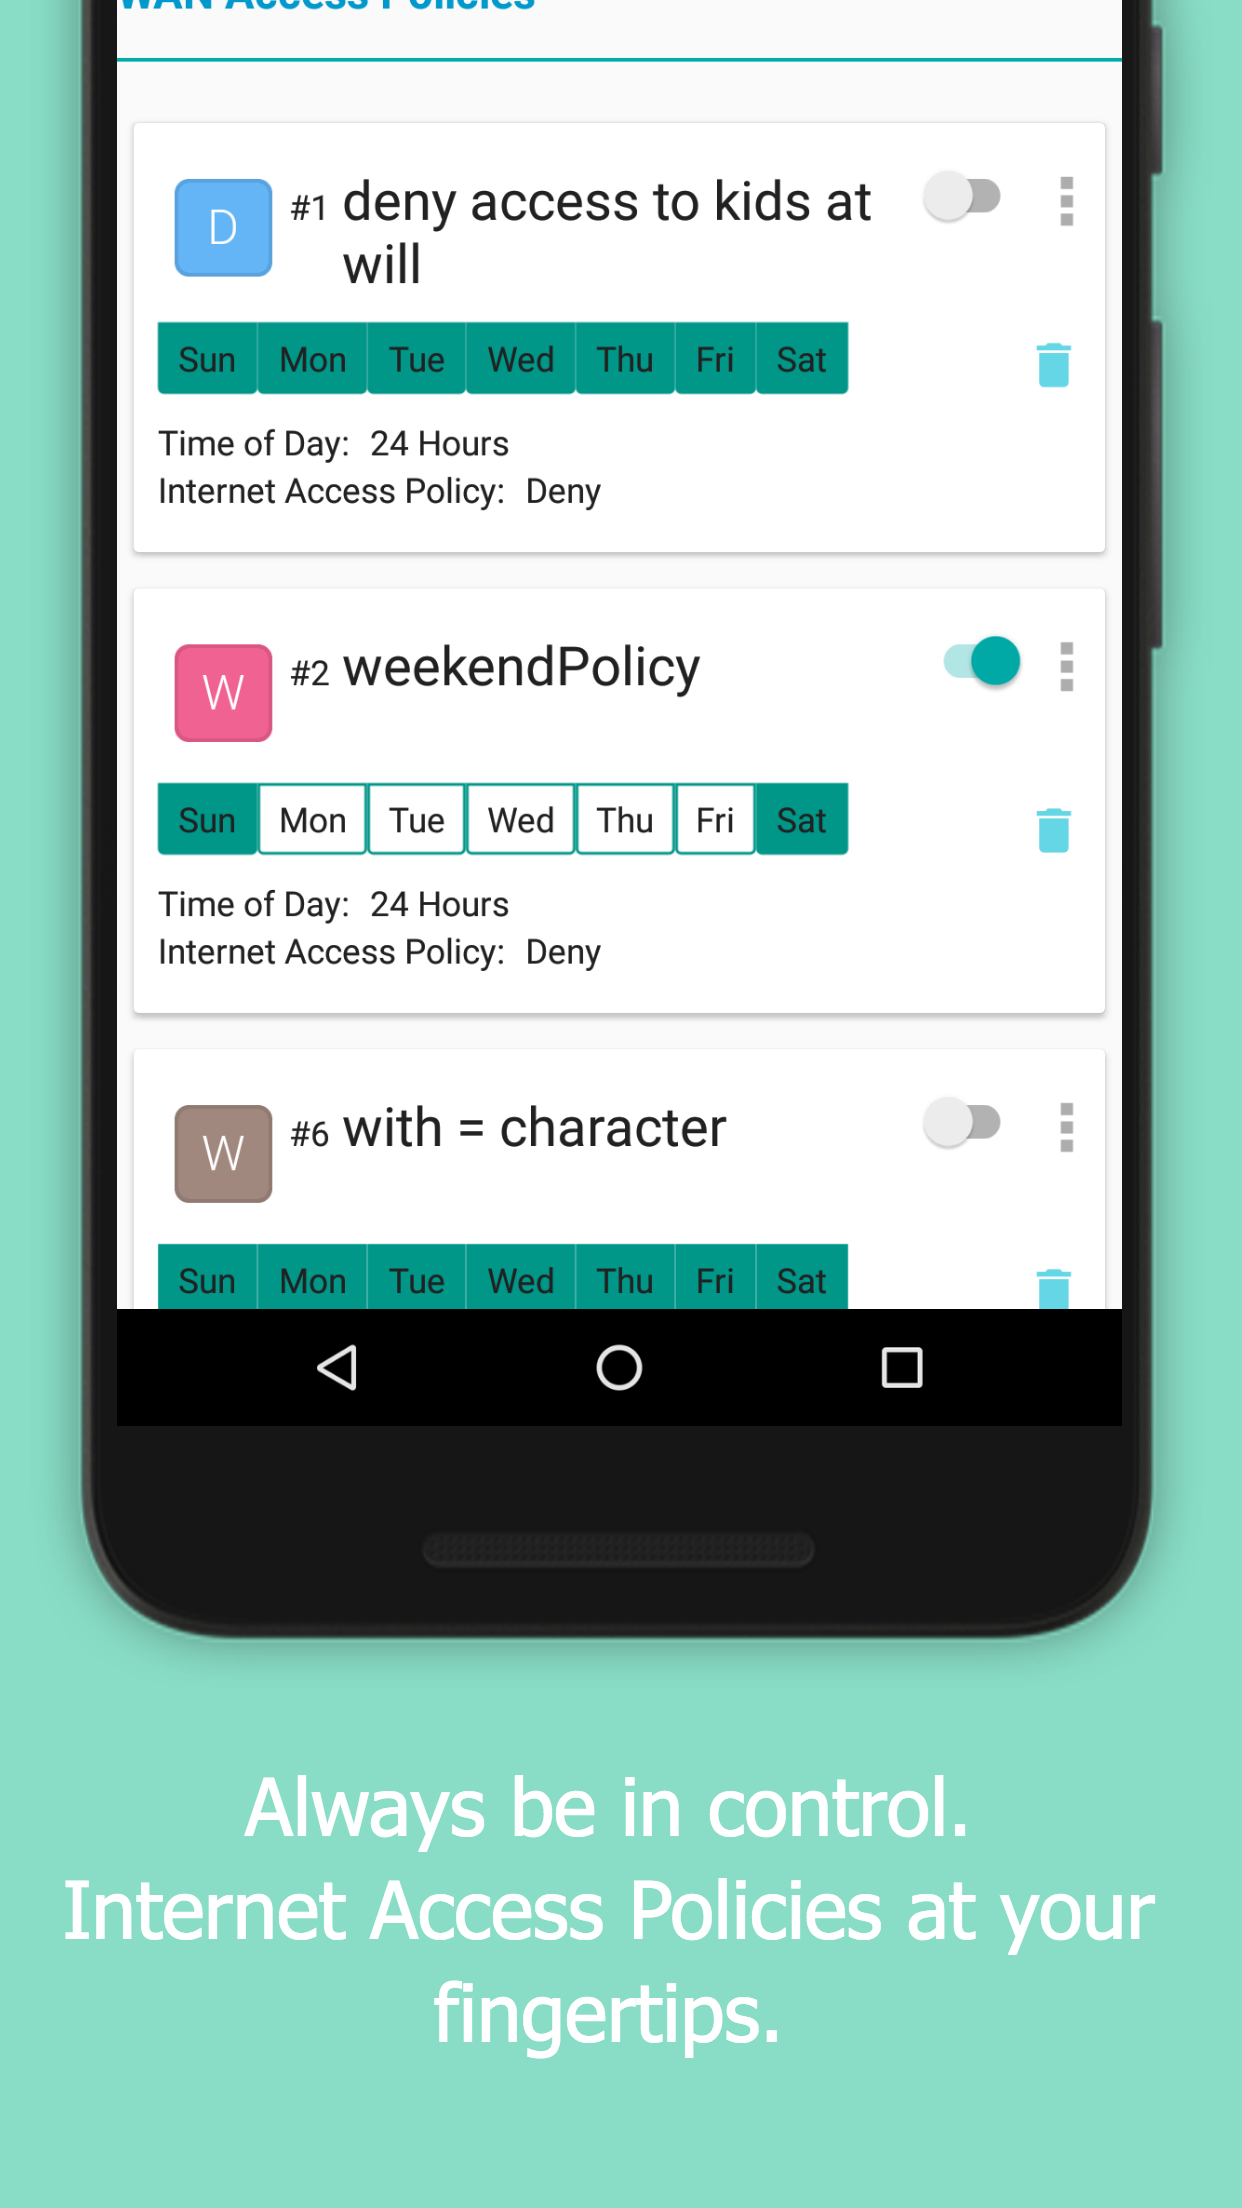 WAN Access Policies
D #1 deny access to kids at
will
Sun Mon Tue Wed Thu Fri Sat
Time of Day: 24 Hours
Internet Access Policy: Deny
W #2 weekendPolicy
Sun Mon Tue Wed Thu Fri Sat
Time of Day: 24 Hours
Internet Access Policy: Deny
W #6 with = character
Sun Mon Tue Wed Thu Fri Sat
Always be in control.
Internet Access Policies at your
fingertips.